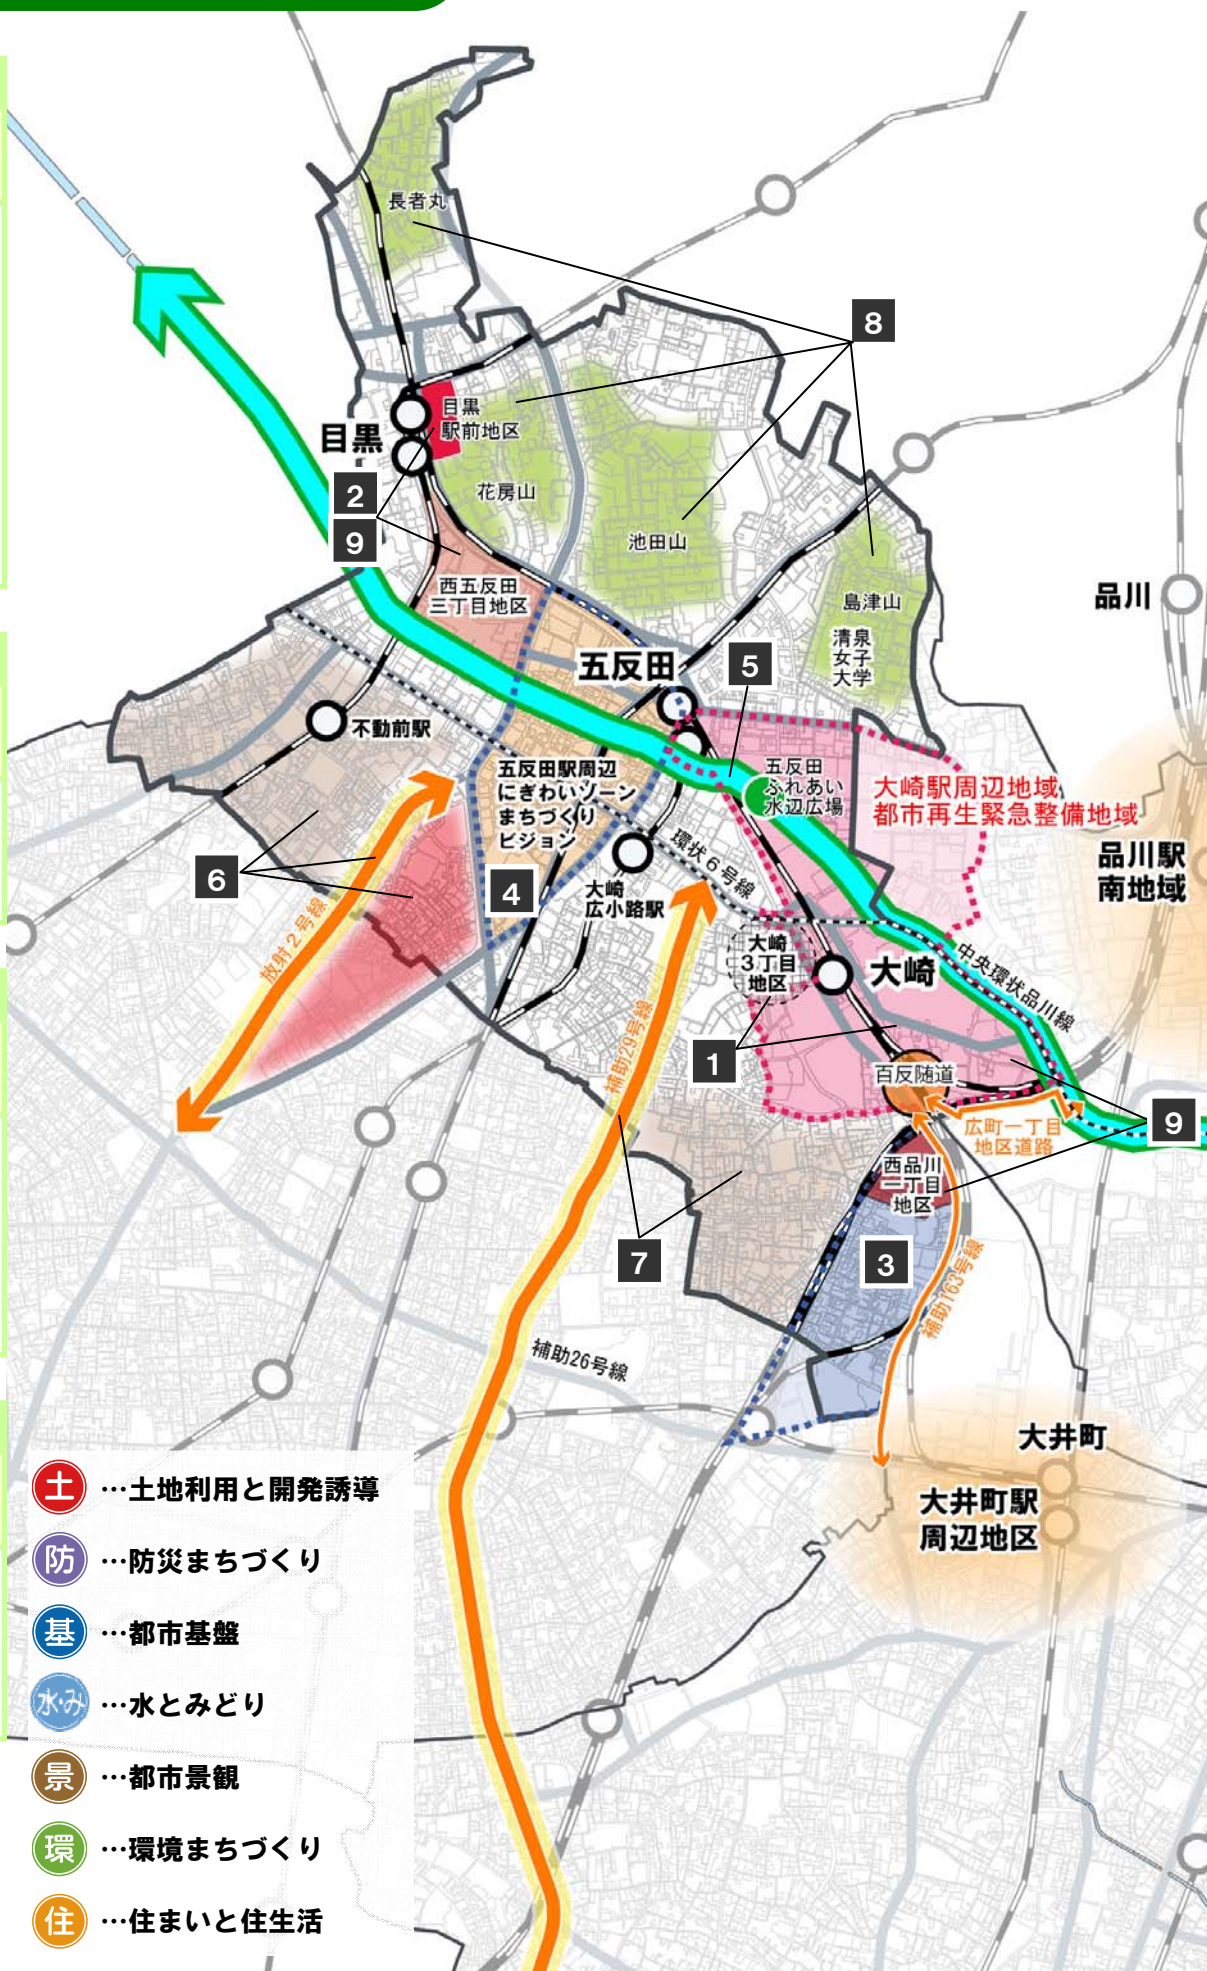 長者丸
8
目黒
駅前地区
目黒
花房山
2
9
池田山
西五反田
三丁目地区
品川
島津山
清泉
女子
大学
五反田
5
不動前駅
五反田駅周辺
にぎわいゾーン
まちづくり
ビジョン
五反田
ふれあい
水辺広場
大崎駅周辺地域
都市再生緊急整備地域
環状6号線
品川駅
南地域
6
4
大崎
広小路駅
放射2号線
大崎
3丁目
地区
大崎
中央環状品川線
補助29号線
1
百反隧道
9
広町一丁目
地区道路
西品川
一丁目
地区
7
3
補助163号線
補助26号線
大井町
大井町駅
周辺地区
土…土地利用と開発誘導
防…防災まちづくり
基…都市基盤
水・み…水とみどり
景…都市景観
環…環境まちづくり
住…住まいと住生活